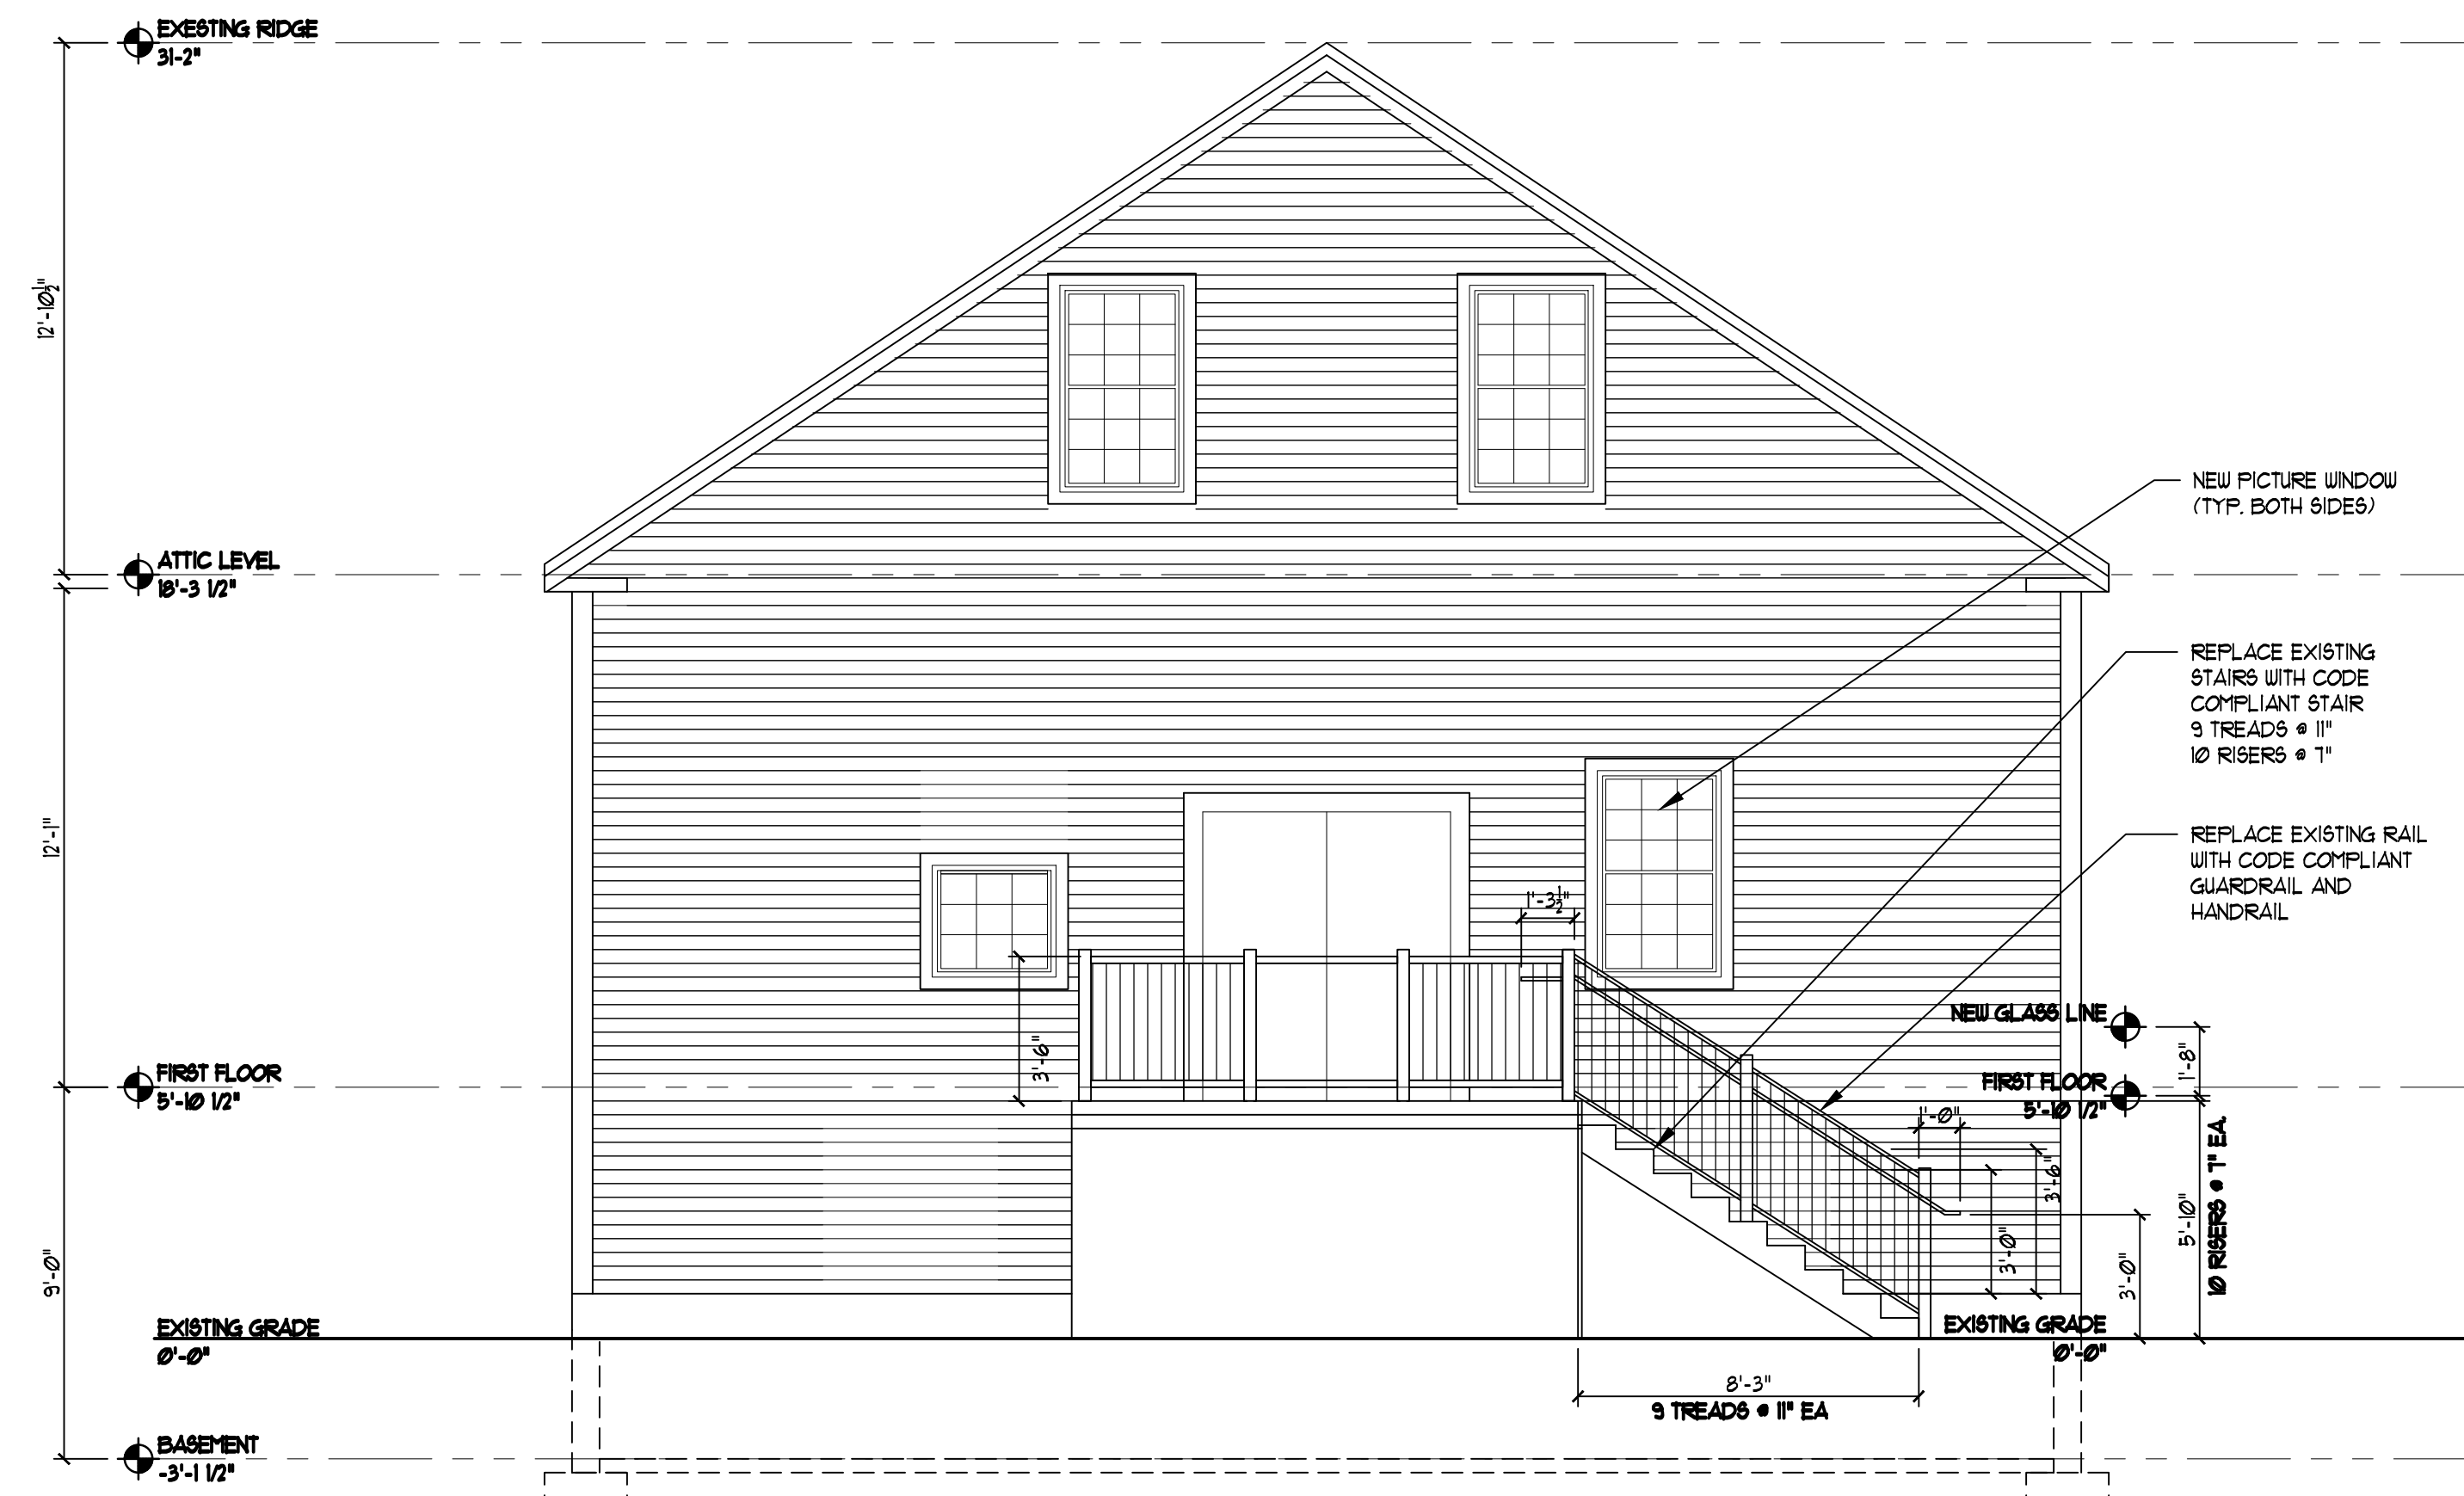 EXESTING RIDGE
31-2"
12'-10½"
ATTIC LEVEL
18'-3 1/2"
12'-1"
FIRST FLOOR
5'-10 1/2"
9'-0"
EXISTING GRADE
0'-0"
BASEMENT
-3'-1 1/2"
3'-6"
1'-3½"
NEW PICTURE WINDOW
(TYP. BOTH SIDES)
REPLACE EXISTING
STAIRS WITH CODE
COMPLIANT STAIR
9 TREADS @ 11"
10 RISERS @ 7"
REPLACE EXISTING RAIL
WITH CODE COMPLIANT
GUARDRAIL AND
HANDRAIL
NEW GLASS LINE
1'-8"
FIRST FLOOR
5'-10 1/2"
1'-0"
3'-6"
3'-0"
3'-0"
5'-10"
10 RISERS @ 7" EA.
EXISTING GRADE
0'-0"
8'-3"
9 TREADS @ 11" EA